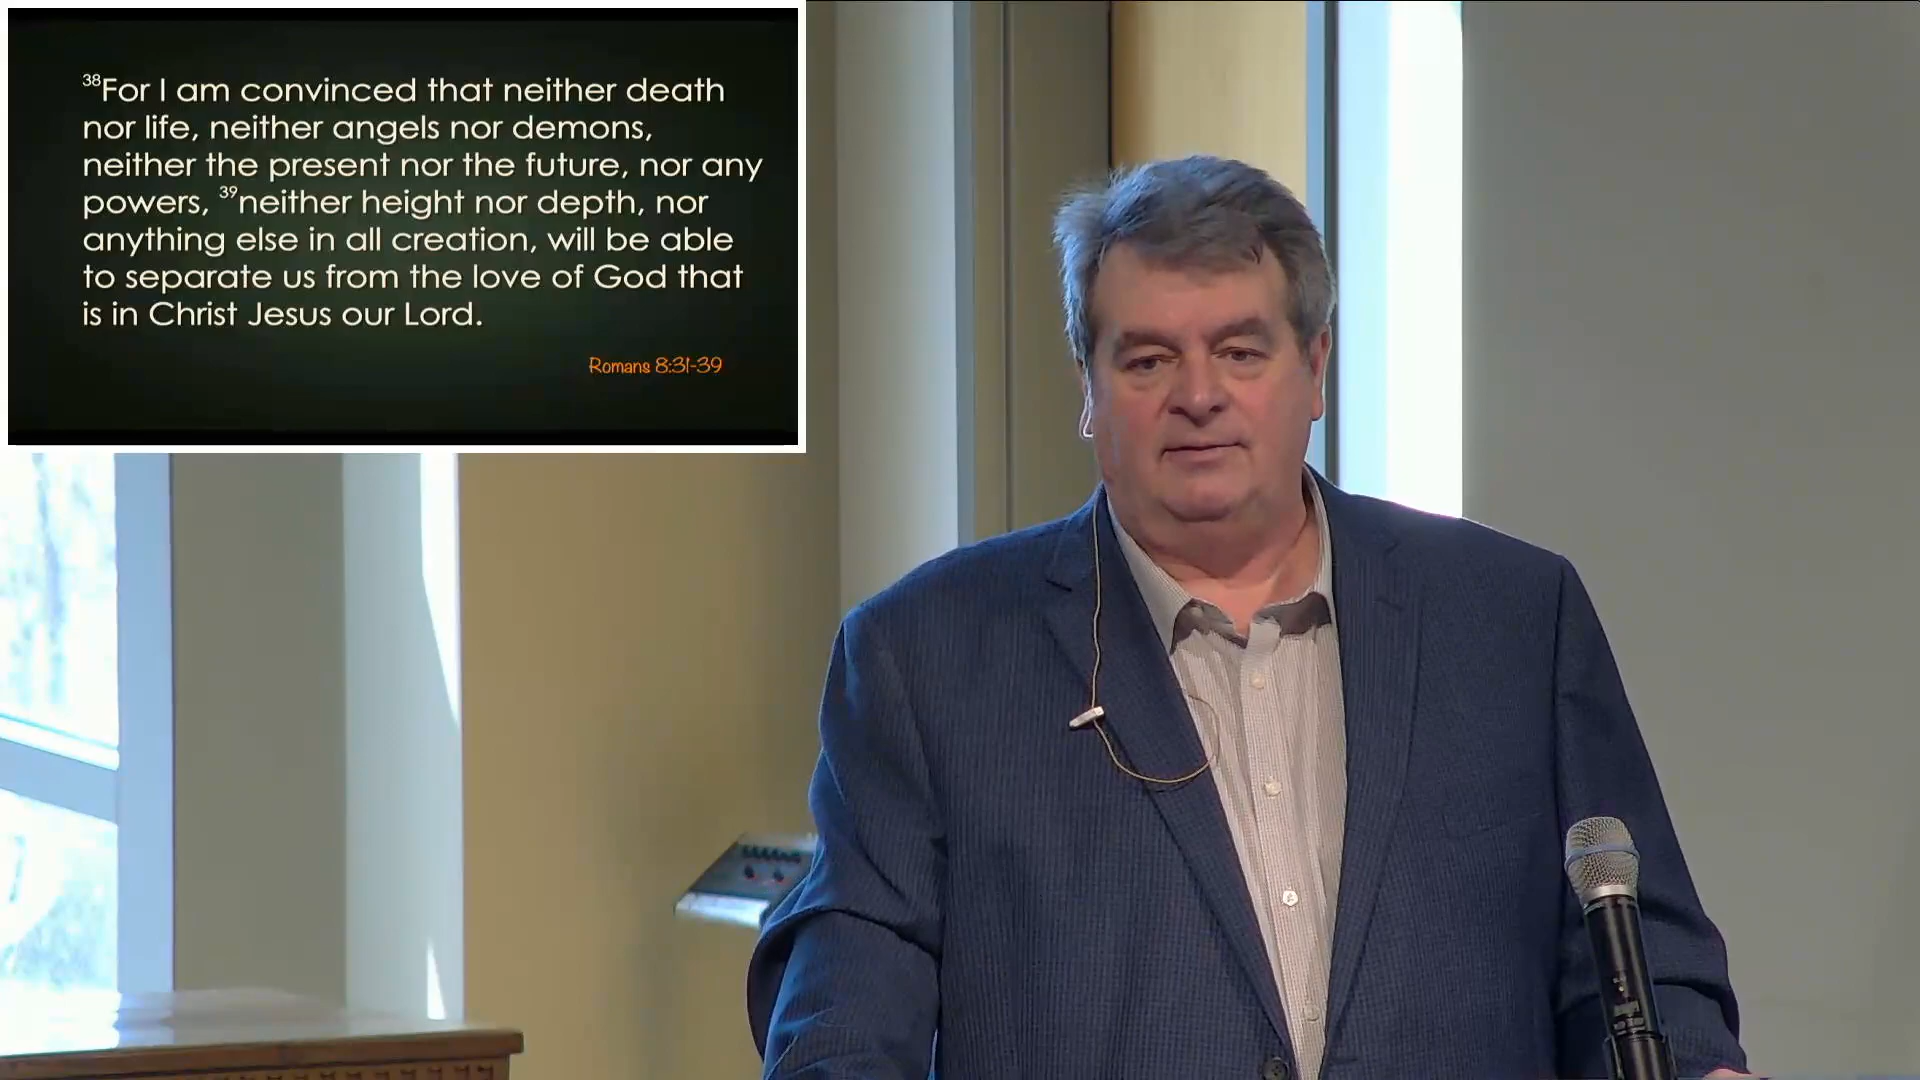 ³⁸For I am convinced that neither death
nor life, neither angels nor demons,
neither the present nor the future, nor any
powers, ³⁹neither height nor depth, nor
anything else in all creation, will be able
to separate us from the love of God that
is in Christ Jesus our Lord.
Romans 8:31-39